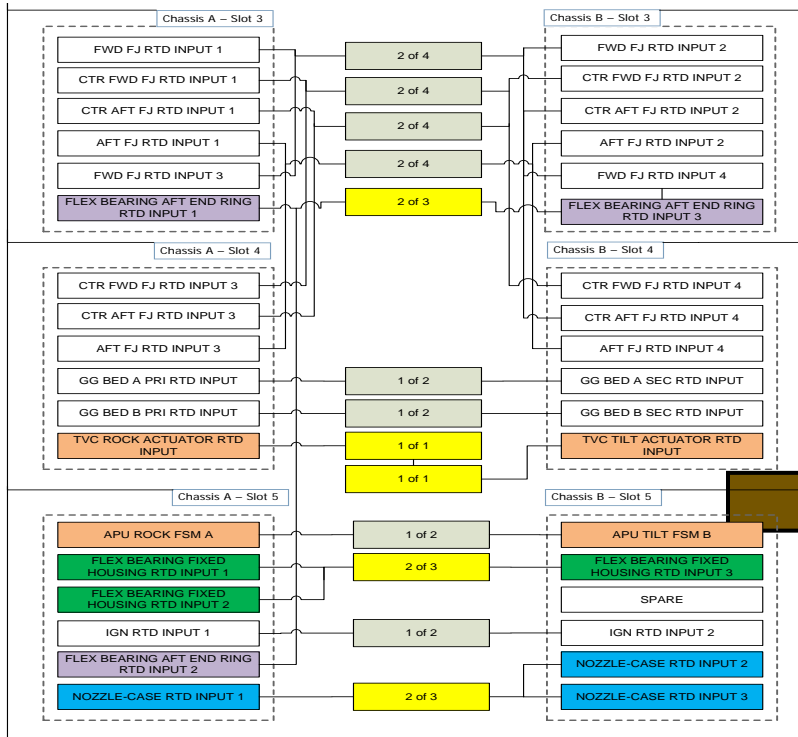 Chassis A – Slot 3
Chassis B – Slot 3
FWD FJ RTD INPUT 1
2 of 4
FWD FJ RTD INPUT 2
CTR FWD FJ RTD INPUT 1
2 of 4
CTR FWD FJ RTD INPUT 2
CTR AFT FJ RTD INPUT 1
2 of 4
CTR AFT FJ RTD INPUT 2
AFT FJ RTD INPUT 1
2 of 4
AFT FJ RTD INPUT 2
FWD FJ RTD INPUT 3
FWD FJ RTD INPUT 4
FLEX BEARING AFT END RING
RTD INPUT 1
2 of 3
FLEX BEARING AFT END RING
RTD INPUT 3
Chassis A – Slot 4
Chassis B – Slot 4
CTR FWD FJ RTD INPUT 3
CTR FWD FJ RTD INPUT 4
CTR AFT FJ RTD INPUT 3
CTR AFT FJ RTD INPUT 4
AFT FJ RTD INPUT 3
AFT FJ RTD INPUT 4
GG BED A PRI RTD INPUT
1 of 2
GG BED A SEC RTD INPUT
GG BED B PRI RTD INPUT
1 of 2
GG BED B SEC RTD INPUT
TVC ROCK ACTUATOR RTD
INPUT
1 of 1
TVC TILT ACTUATOR RTD
INPUT
1 of 1
Chassis A – Slot 5
Chassis B – Slot 5
APU ROCK FSM A
1 of 2
APU TILT FSM B
FLEX BEARING FIXED
HOUSING RTD INPUT 1
2 of 3
FLEX BEARING FIXED
HOUSING RTD INPUT 3
FLEX BEARING FIXED
HOUSING RTD INPUT 2
SPARE
IGN RTD INPUT 1
1 of 2
IGN RTD INPUT 2
FLEX BEARING AFT END RING
RTD INPUT 2
NOZZLE-CASE RTD INPUT 2
NOZZLE-CASE RTD INPUT 1
2 of 3
NOZZLE-CASE RTD INPUT 3